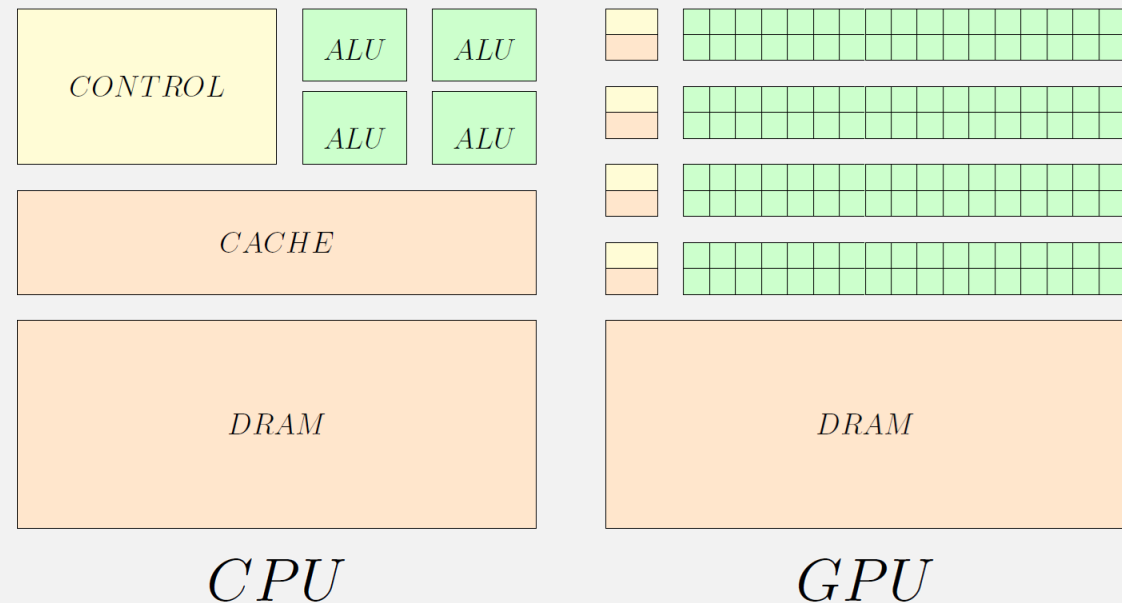 CONTROL
ALU ALU
ALU ALU
CACHE
DRAM
DRAM
CPU
GPU